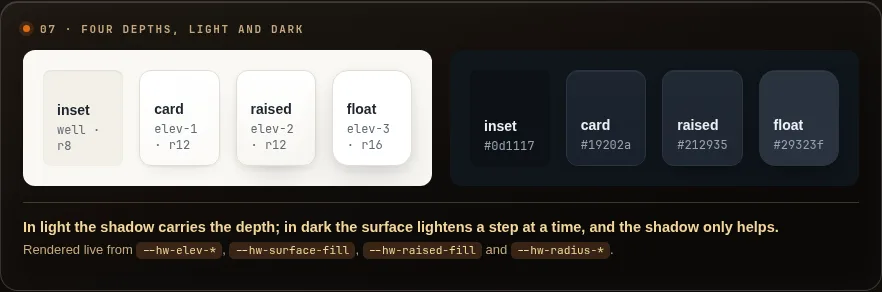 07 · FOUR DEPTHS, LIGHT AND DARK
inset
well ·
r8
card
elev-1
· r12
raised
elev-2
· r12
float
elev-3
· r16
inset
#0d1117
card
#19202a
raised
#212935
float
#29323f
In light the shadow carries the depth; in dark the surface lightens a step at a time, and the shadow only helps.
Rendered live from --hw-elev-*, --hw-surface-fill, --hw-raised-fill and --hw-radius-*.